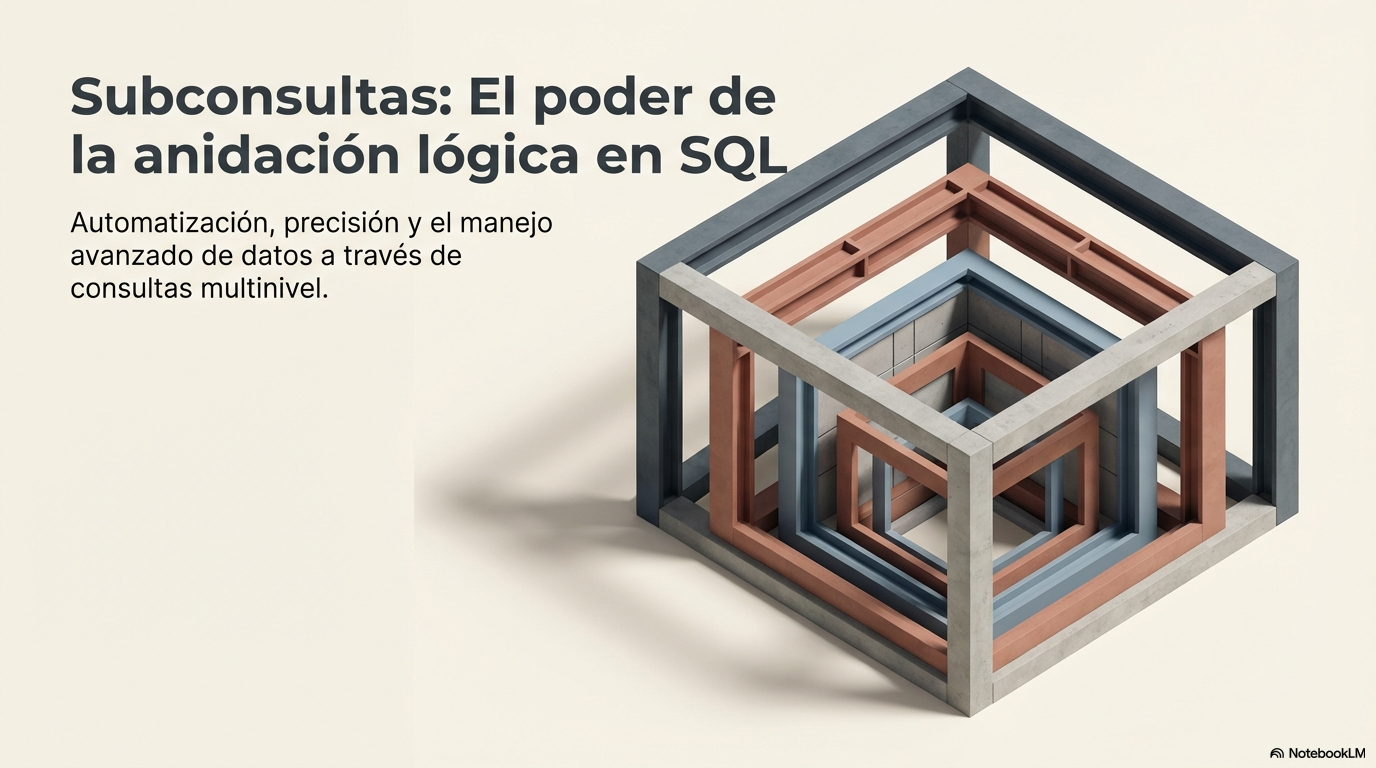 Subconsultas: El poder de
la anidación lógica en SQL
Automatización, precisión y el manejo
avanzado de datos a través de
consultas multinivel.
NotebookLM